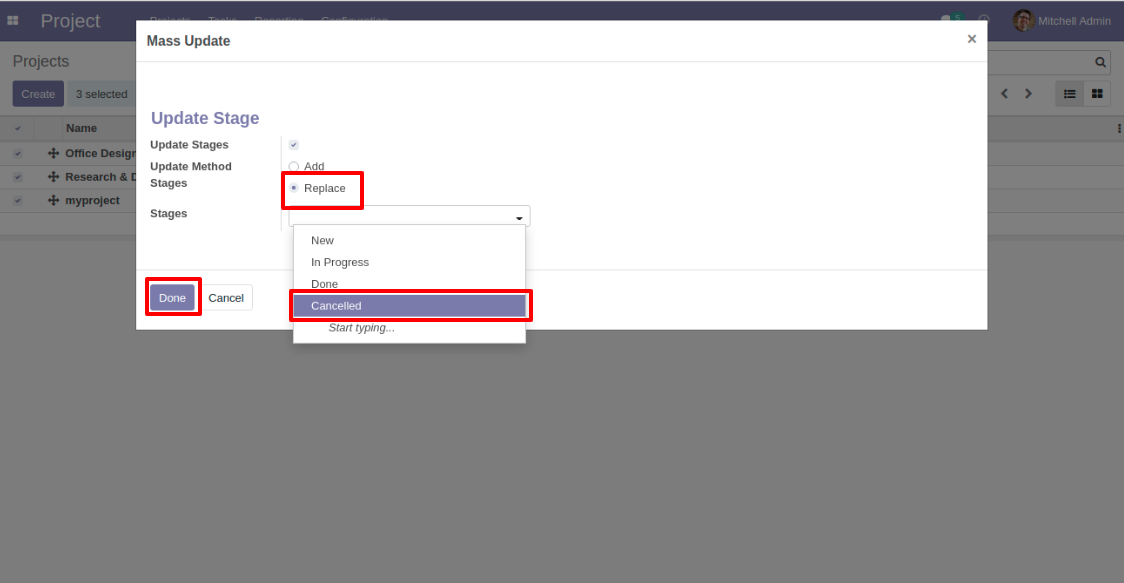 Project
Projects Tasks Reporting Configuration
5
Mitchell Admin
Mass Update
×
Projects
Create
3 selected
Name
Office Design
Research & D
myproject
Update Stage
Update Stages
Update Method Stages
Add
Replace
Stages
New
In Progress
Done
Cancelled
Start typing...
Done
Cancel